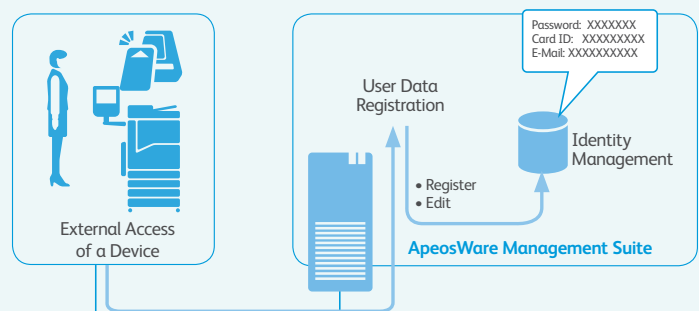 Password: XXXXXXX
Card ID: XXXXXXXXX
E-Mail: XXXXXXXXXX
User Data
Registration
Identity
Management
• Register
• Edit
External Access
of a Device
ApeosWare Management Suite